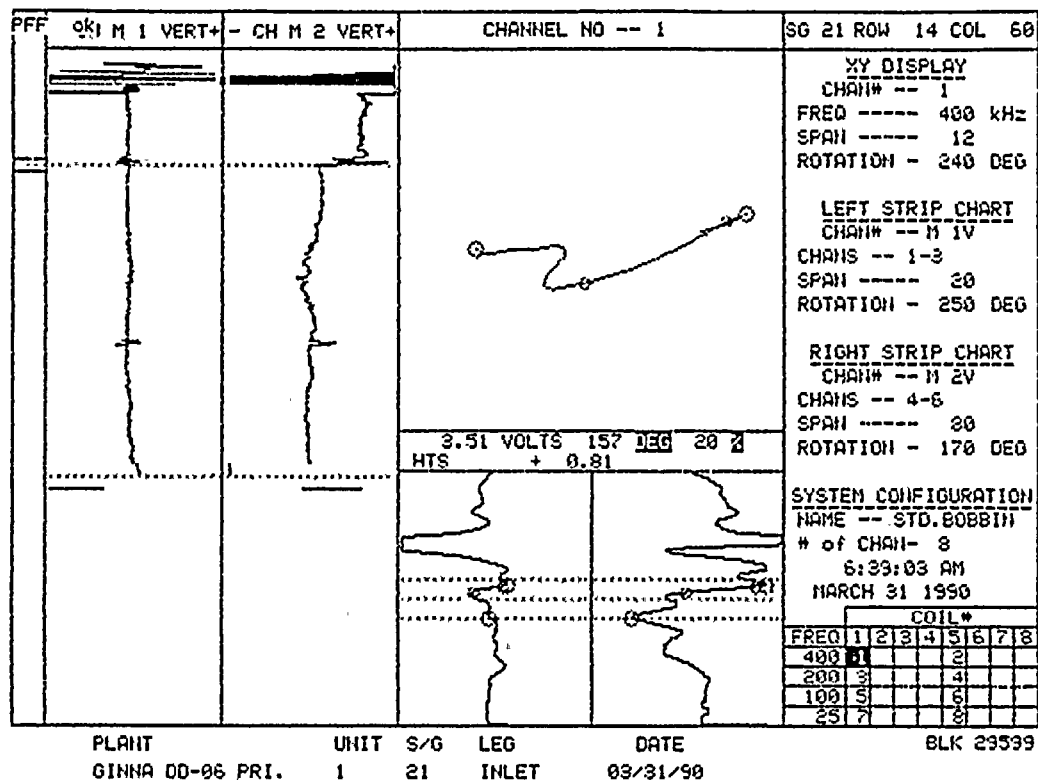 PFF
CH M 1 VERT+
- CH M 2 VERT+
CHANNEL NO -- 1
SG 21 ROW 14 COL 60
XY DISPLAY
CHAN# -- 1
FREQ ----- 400 kHz
SPAN ----- 12
ROTATION - 240 DEG
LEFT STRIP CHART
CHAN# -- M 1V
CHANS -- 1-3
SPAN ----- 20
ROTATION - 250 DEG
RIGHT STRIP CHART
CHAN# -- M 2V
CHANS -- 4-6
SPAN -----
ROTATION - 170 DEG
3.51 VOLTS 157 DEG 20 %
HTS + 0.81
SYSTEM CONFIGURATION
NAME -- STD.BOBBIN
# of CHAN- 8
6:39:03 AM
MARCH 31 1990
COIL#
FREQ 1 2 3 4 5 6 7 8
400 1 2
200 3 4
100 5 6
25 7 8
PLANT UNIT S/G LEG DATE BLK 29599
GINNA DD-06 PRI. 1 21 INLET 03/31/90